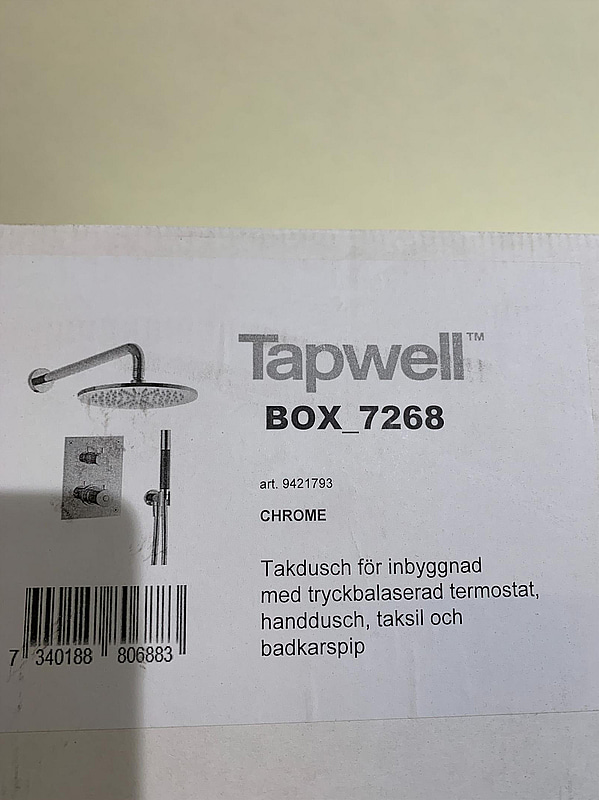 Tapwell™
BOX_7268
art. 9421793
CHROME
Takdusch för inbyggnad
med tryckbalaserad termostat,
handdusch, taksil och
badkarspip
7 340188 806883